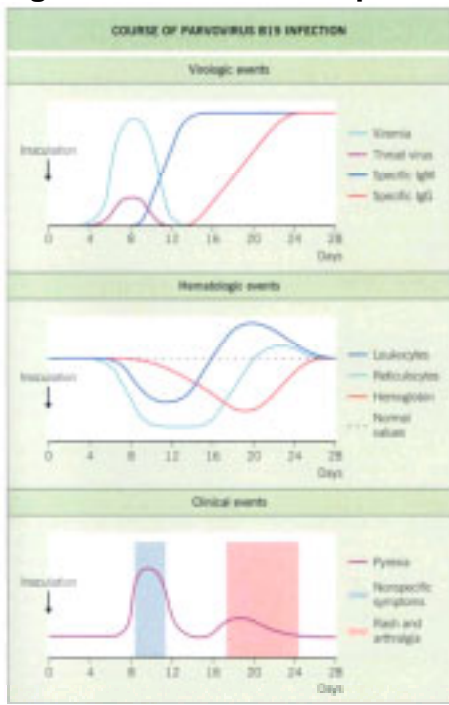 COURSE OF PARVOVIRUS B19 INFECTION
Virologic events
Inoculation
Viremia
Throat virus
Specific IgM
Specific IgG
0 4 8 12 16 20 24 28
Days
Hematologic events
Inoculation
Leukocytes
Reticulocytes
Hemoglobin
Normal
values
0 4 8 12 16 20 24 28
Days
Clinical events
Inoculation
Pyrexia
Nonspecific
symptoms
Rash and
arthralgia
0 4 8 12 16 20 24 28
Days